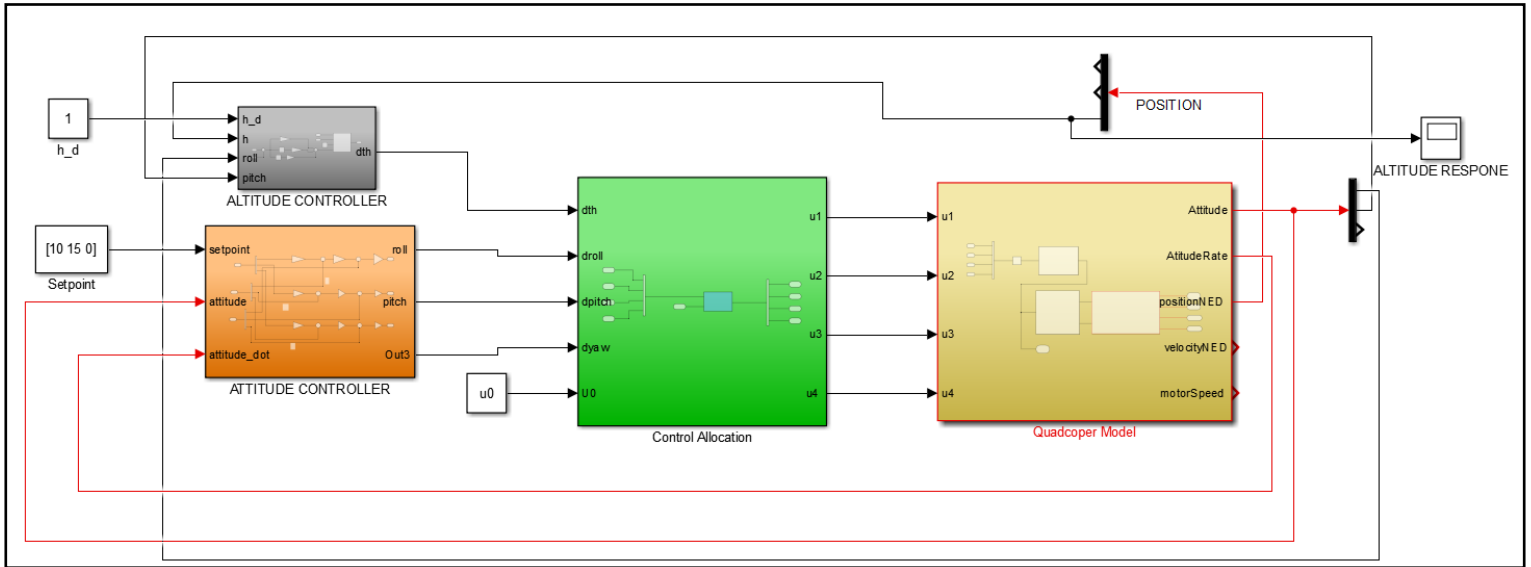 1
h_d
h_d
h
roll
pitch
dth
ALTITUDE CONTROLLER
[10 15 0]
Setpoint
setpoint
attitude
attitude_dot
roll
pitch
Out3
ATTITUDE CONTROLLER
u0
dth
droll
dpitch
dyaw
U0
u1
u2
u3
u4
Control Allocation
u1
u2
u3
u4
Attitude
AtitudeRate
positionNED
velocityNED
motorSpeed
Quadcoper Model
POSITION
ALTITUDE RESPONE